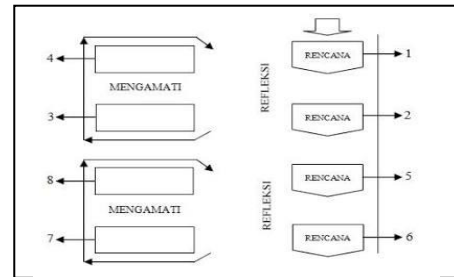 4
RENCANA
1
MENGAMATI
REFLEKSI
3
RENCANA
2
8
RENCANA
5
MENGAMATI
REFLEKSI
7
RENCANA
6